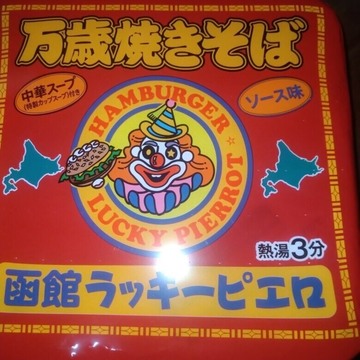 万歳焼きそば
中華スープ
(特製カップスープ)付き
ソース味
HAMBURGER
LUCKY PIERROT
熱湯3分
函館ラッキーピエロ